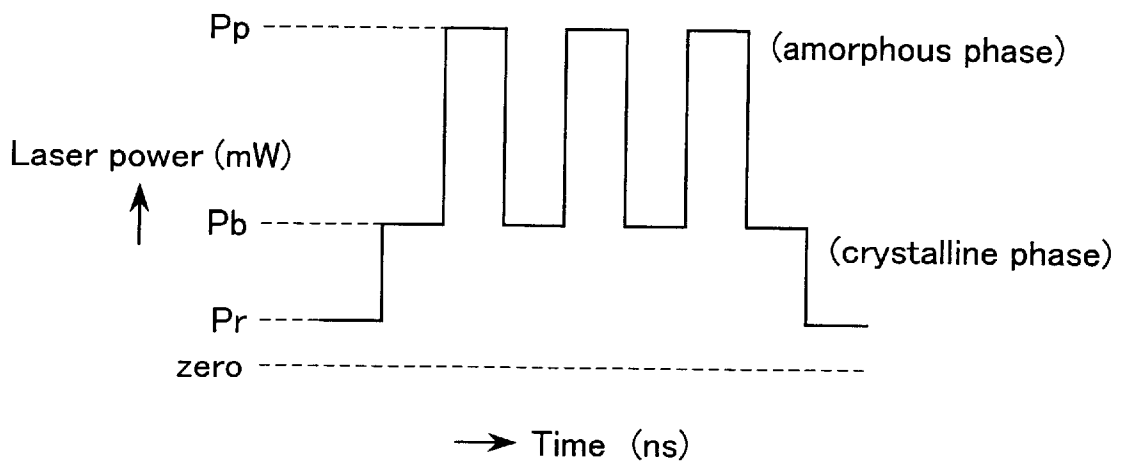 Pp
(amorphous phase)
Laser power (mW)
Pb
(crystalline phase)
Pr
zero
Time (ns)